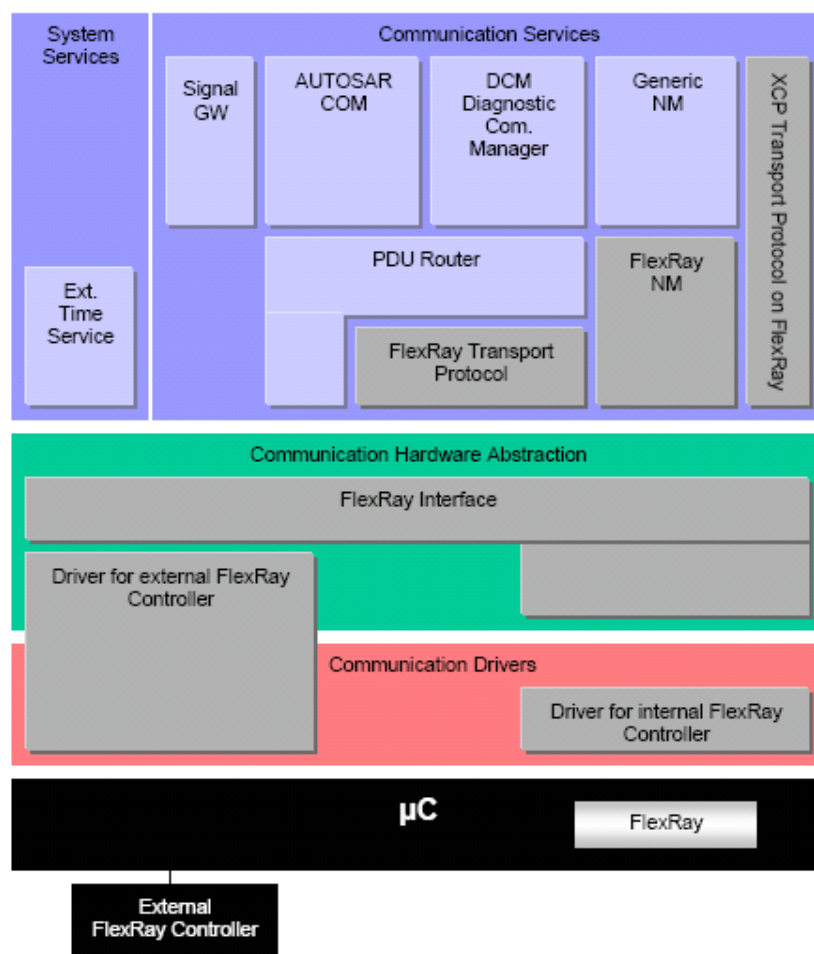 System
Services
Communication Services
Signal
GW
AUTOSAR
COM
DCM
Diagnostic
Com.
Manager
Generic
NM
XCP Transport Protocol on FlexRay
Ext.
Time
Service
PDU Router
FlexRay
NM
FlexRay Transport
Protocol
Communication Hardware Abstraction
FlexRay Interface
Driver for external FlexRay
Controller
Communication Drivers
Driver for internal FlexRay
Controller
µC
FlexRay
External
FlexRay Controller